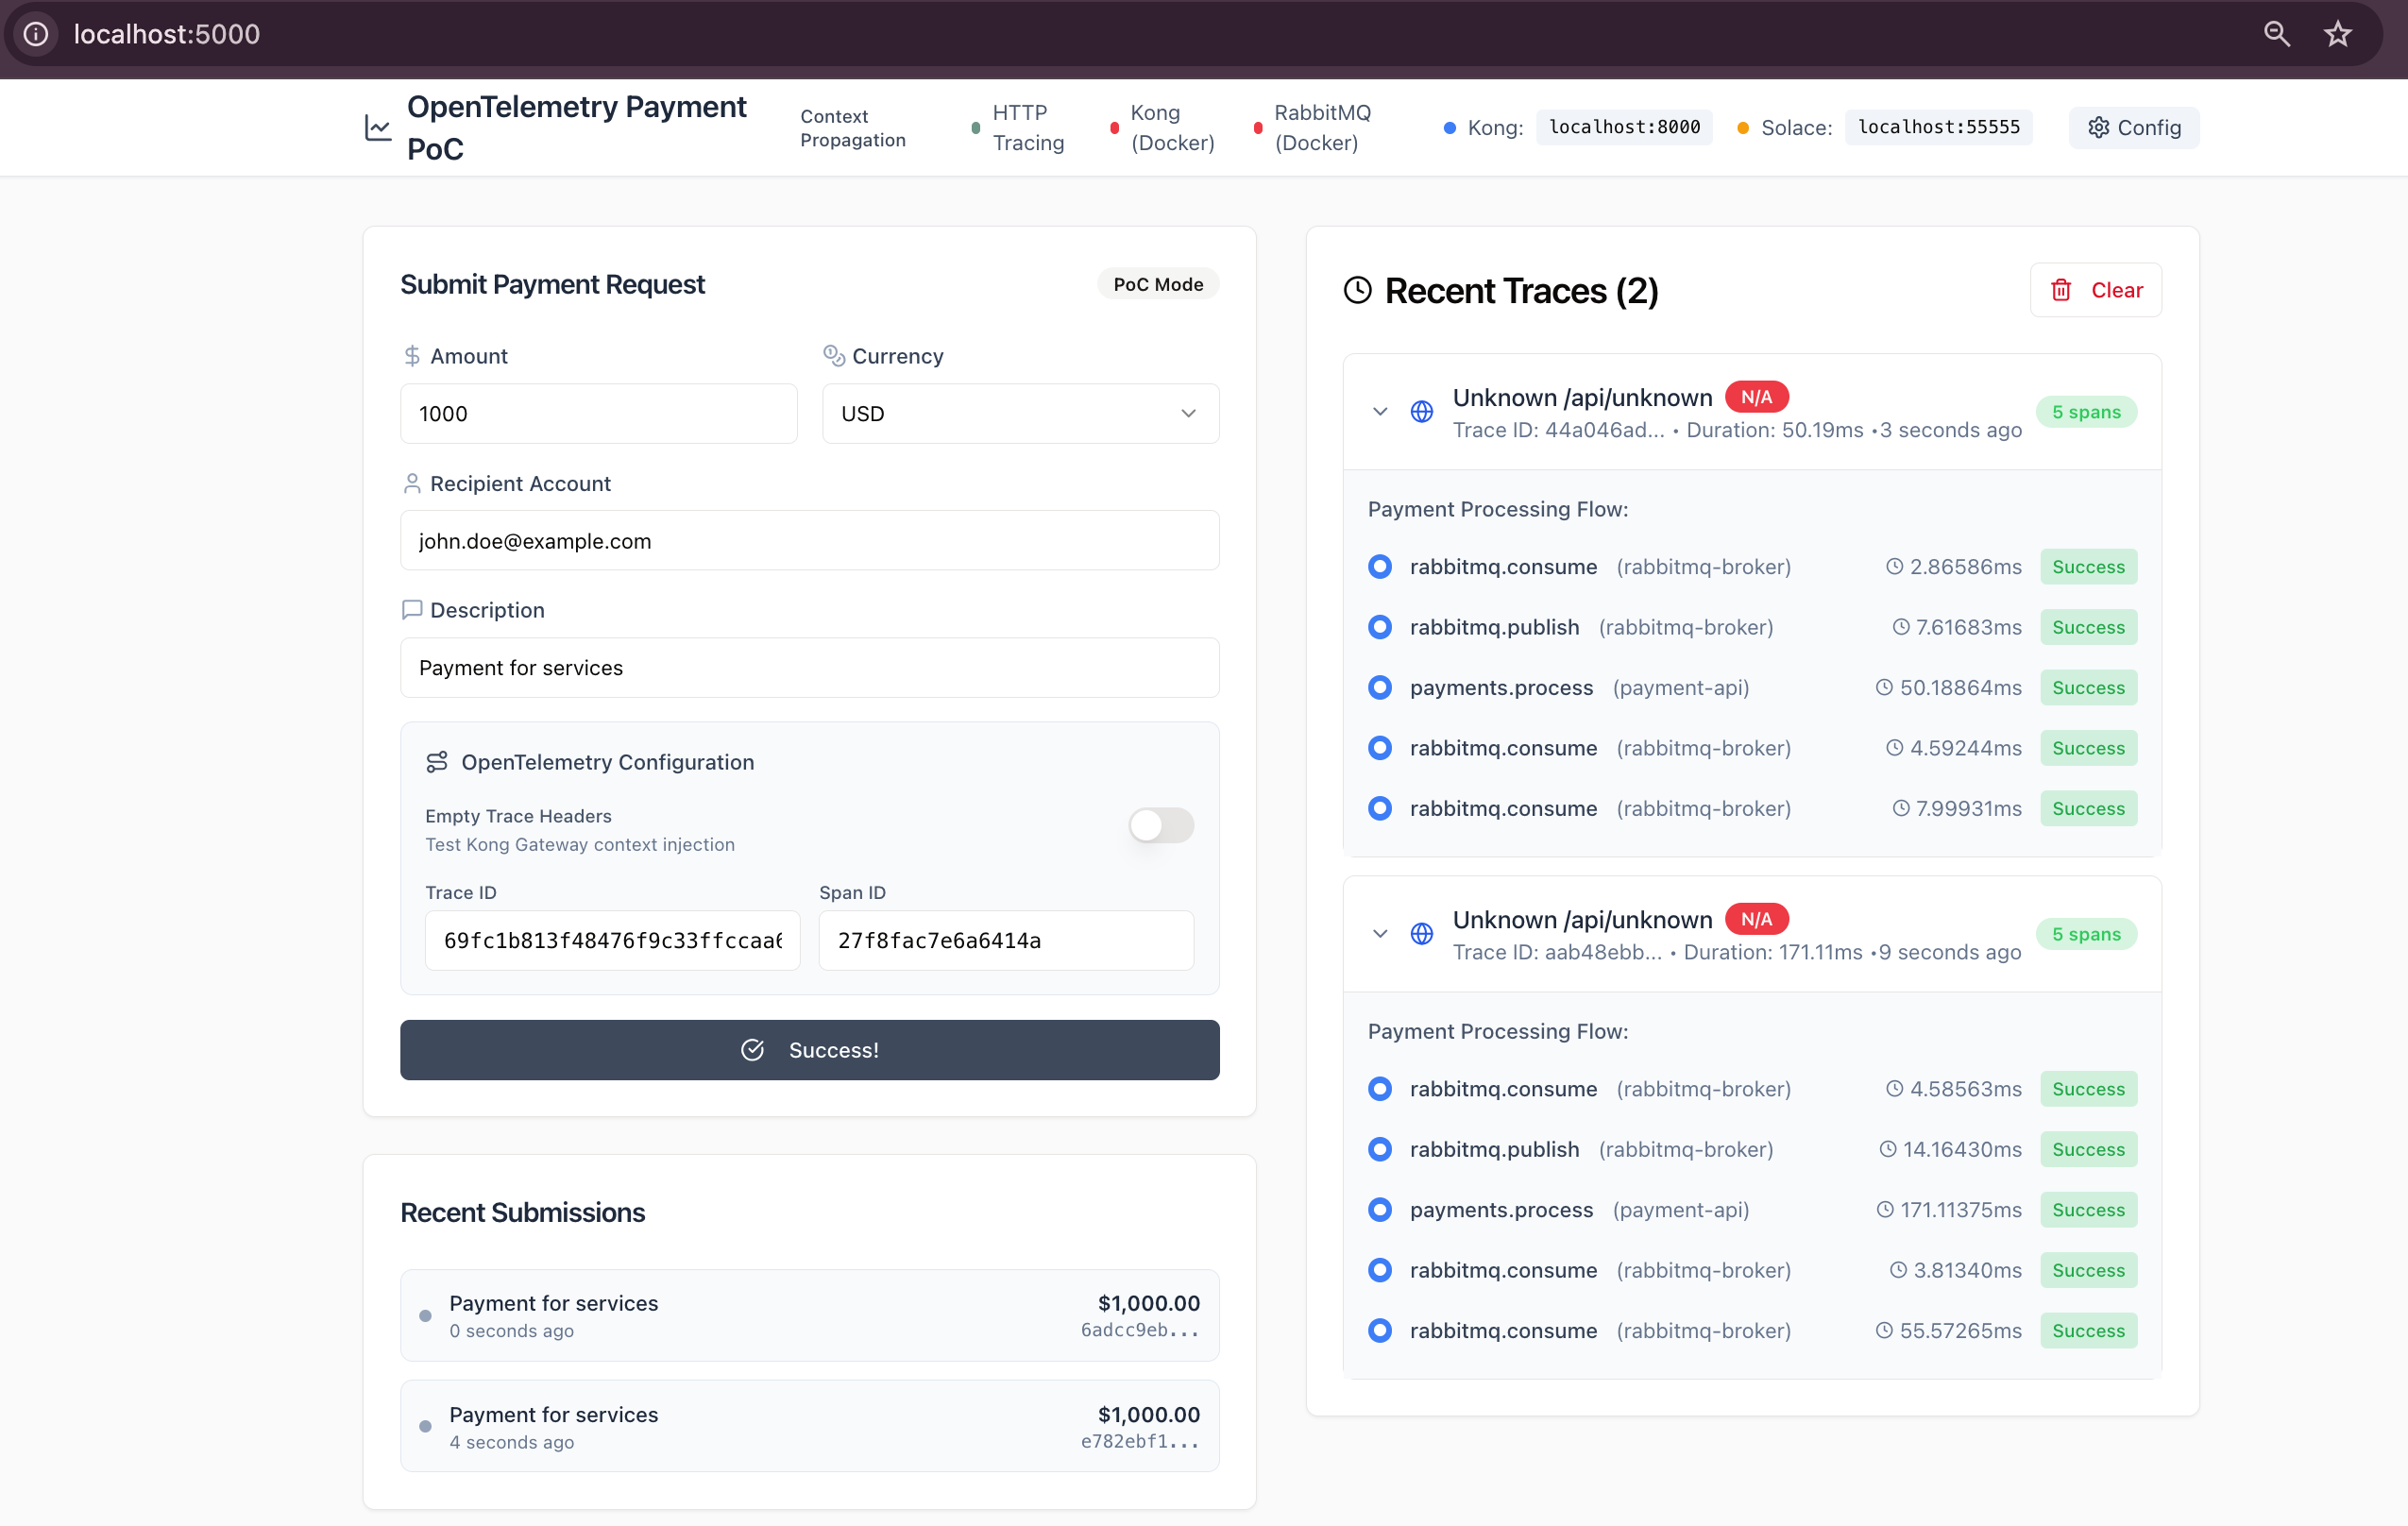 localhost:5000
OpenTelemetry Payment
PoC
Context
Propagation
HTTP
Tracing
Kong
(Docker)
RabbitMQ
(Docker)
Kong: localhost:8000
Solace: localhost:55555
Config
Submit Payment Request
PoC Mode
Amount
Currency
1000
USD
Recipient Account
john.doe@example.com
Description
Payment for services
OpenTelemetry Configuration
Empty Trace Headers
Test Kong Gateway context injection
Trace ID
Span ID
69fc1b813f48476f9c33ffccaa6
27f8fac7e6a6414a
Success!
Recent Submissions
Payment for services
$1,000.00
0 seconds ago
6adcc9eb...
Payment for services
$1,000.00
4 seconds ago
e782ebf1...
Recent Traces (2)
Clear
Unknown /api/unknown N/A
Trace ID: 44a046ad... • Duration: 50.19ms •3 seconds ago
5 spans
Payment Processing Flow:
rabbitmq.consume (rabbitmq-broker) 2.86586ms Success
rabbitmq.publish (rabbitmq-broker) 7.61683ms Success
payments.process (payment-api) 50.18864ms Success
rabbitmq.consume (rabbitmq-broker) 4.59244ms Success
rabbitmq.consume (rabbitmq-broker) 7.99931ms Success
Unknown /api/unknown N/A
Trace ID: aab48ebb... • Duration: 171.11ms •9 seconds ago
5 spans
Payment Processing Flow:
rabbitmq.consume (rabbitmq-broker) 4.58563ms Success
rabbitmq.publish (rabbitmq-broker) 14.16430ms Success
payments.process (payment-api) 171.11375ms Success
rabbitmq.consume (rabbitmq-broker) 3.81340ms Success
rabbitmq.consume (rabbitmq-broker) 55.57265ms Success